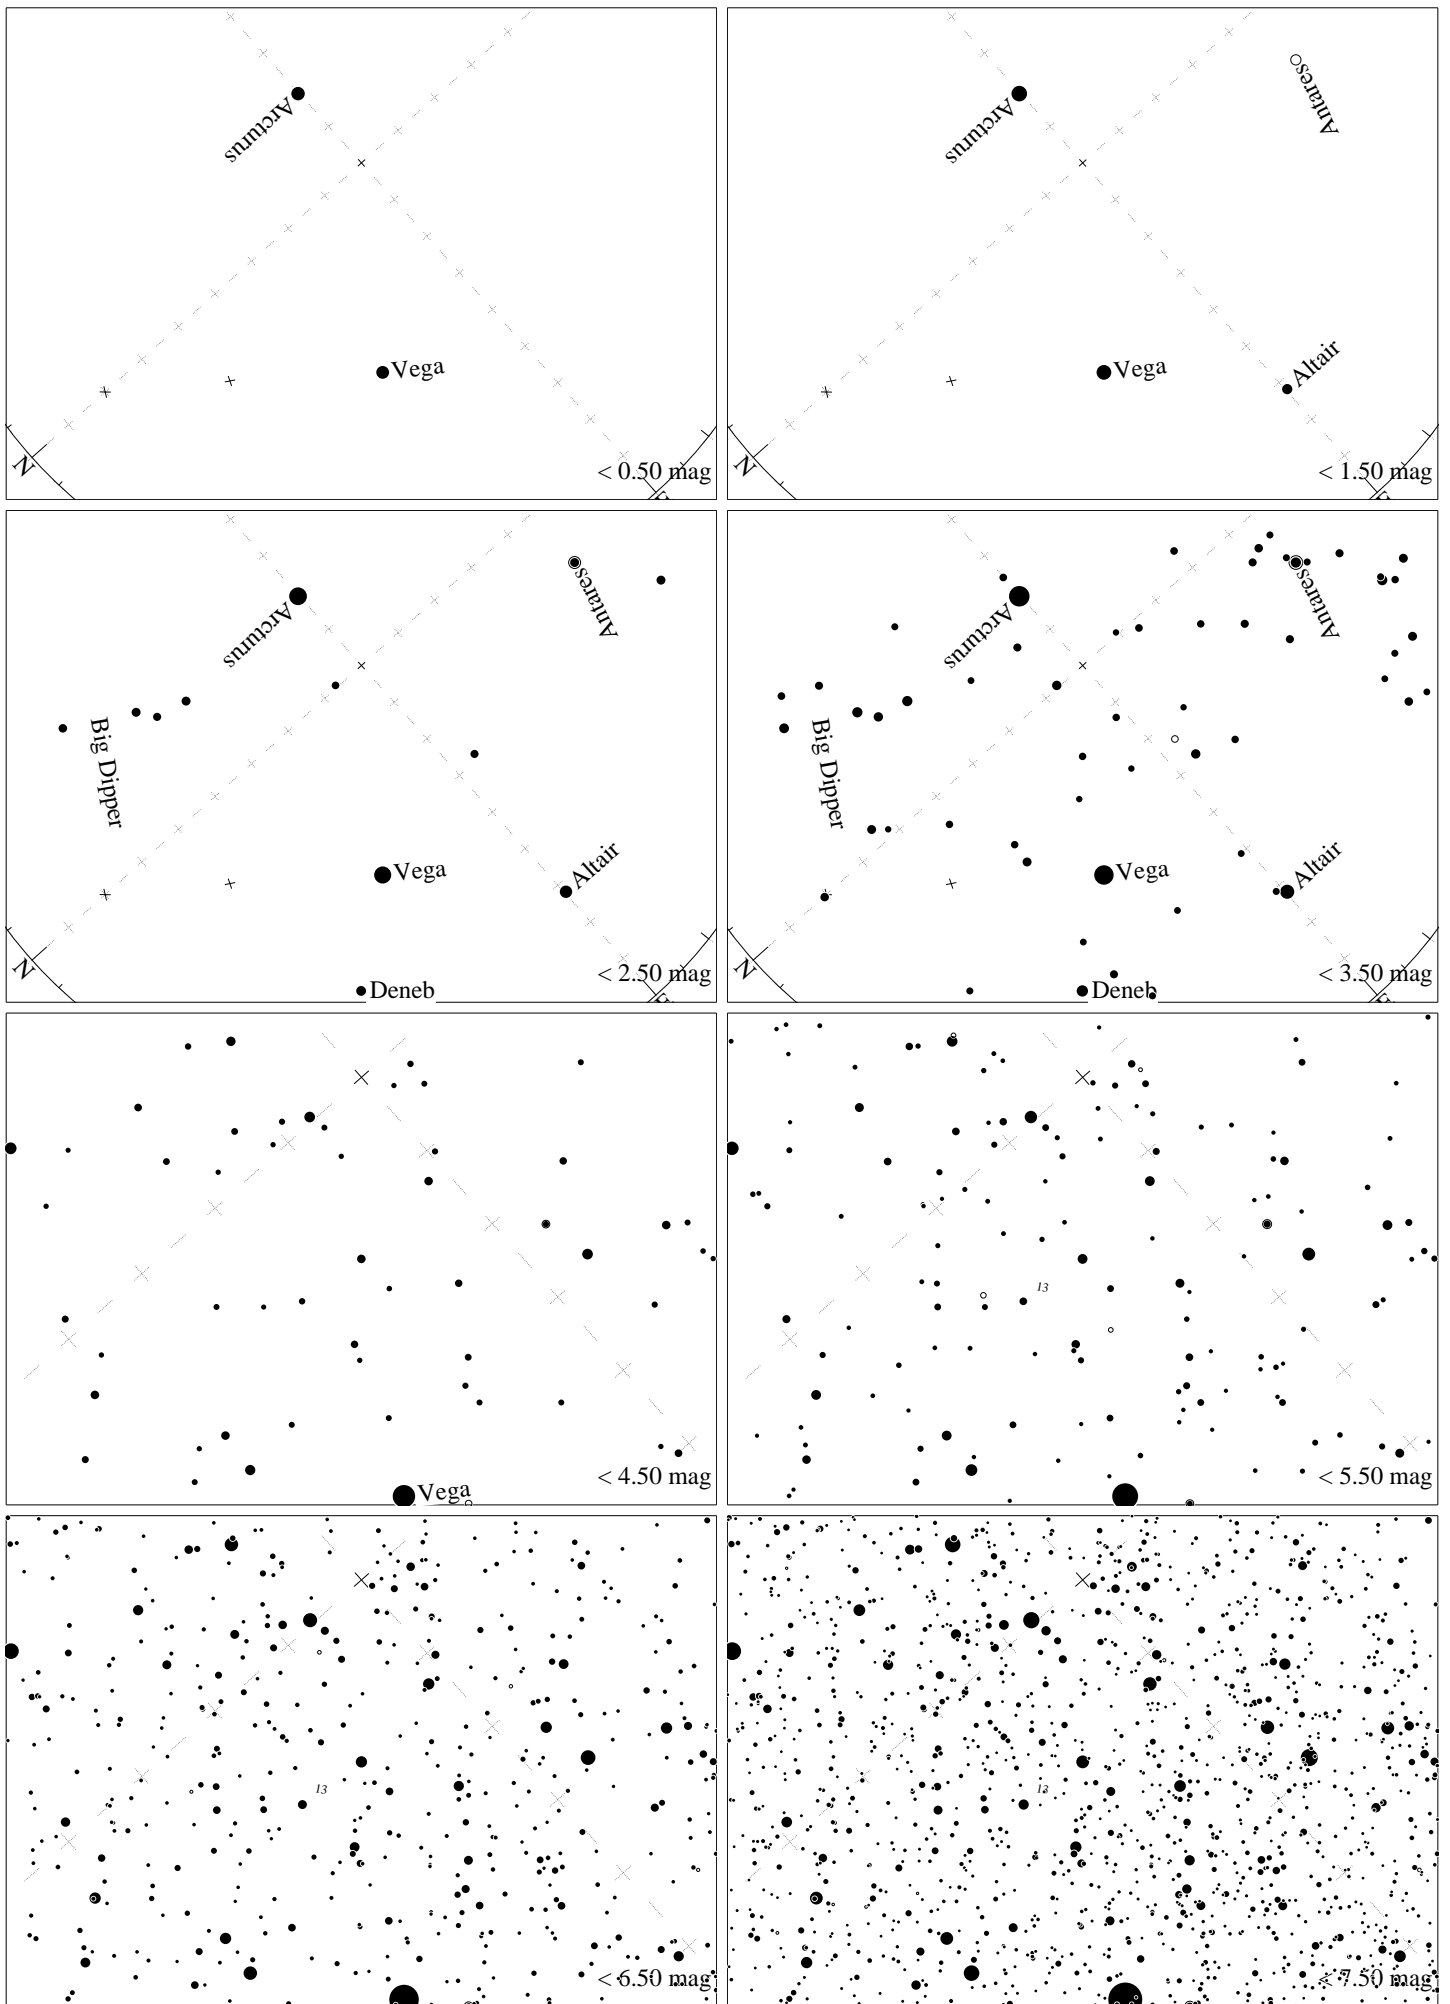 Arcturus
Vega
N
< 0.50 mag
Antares
Arcturus
Vega
Altair
N
< 1.50 mag
Antares
Arcturus
Big Dipper
Vega
Altair
N
< 2.50 mag
Deneb
Antares
Arcturus
Big Dipper
Vega
Altair
N
< 3.50 mag
Deneb
< 4.50 mag
Vega
13
< 5.50 mag
13
< 6.50 mag
13
< 7.50 mag